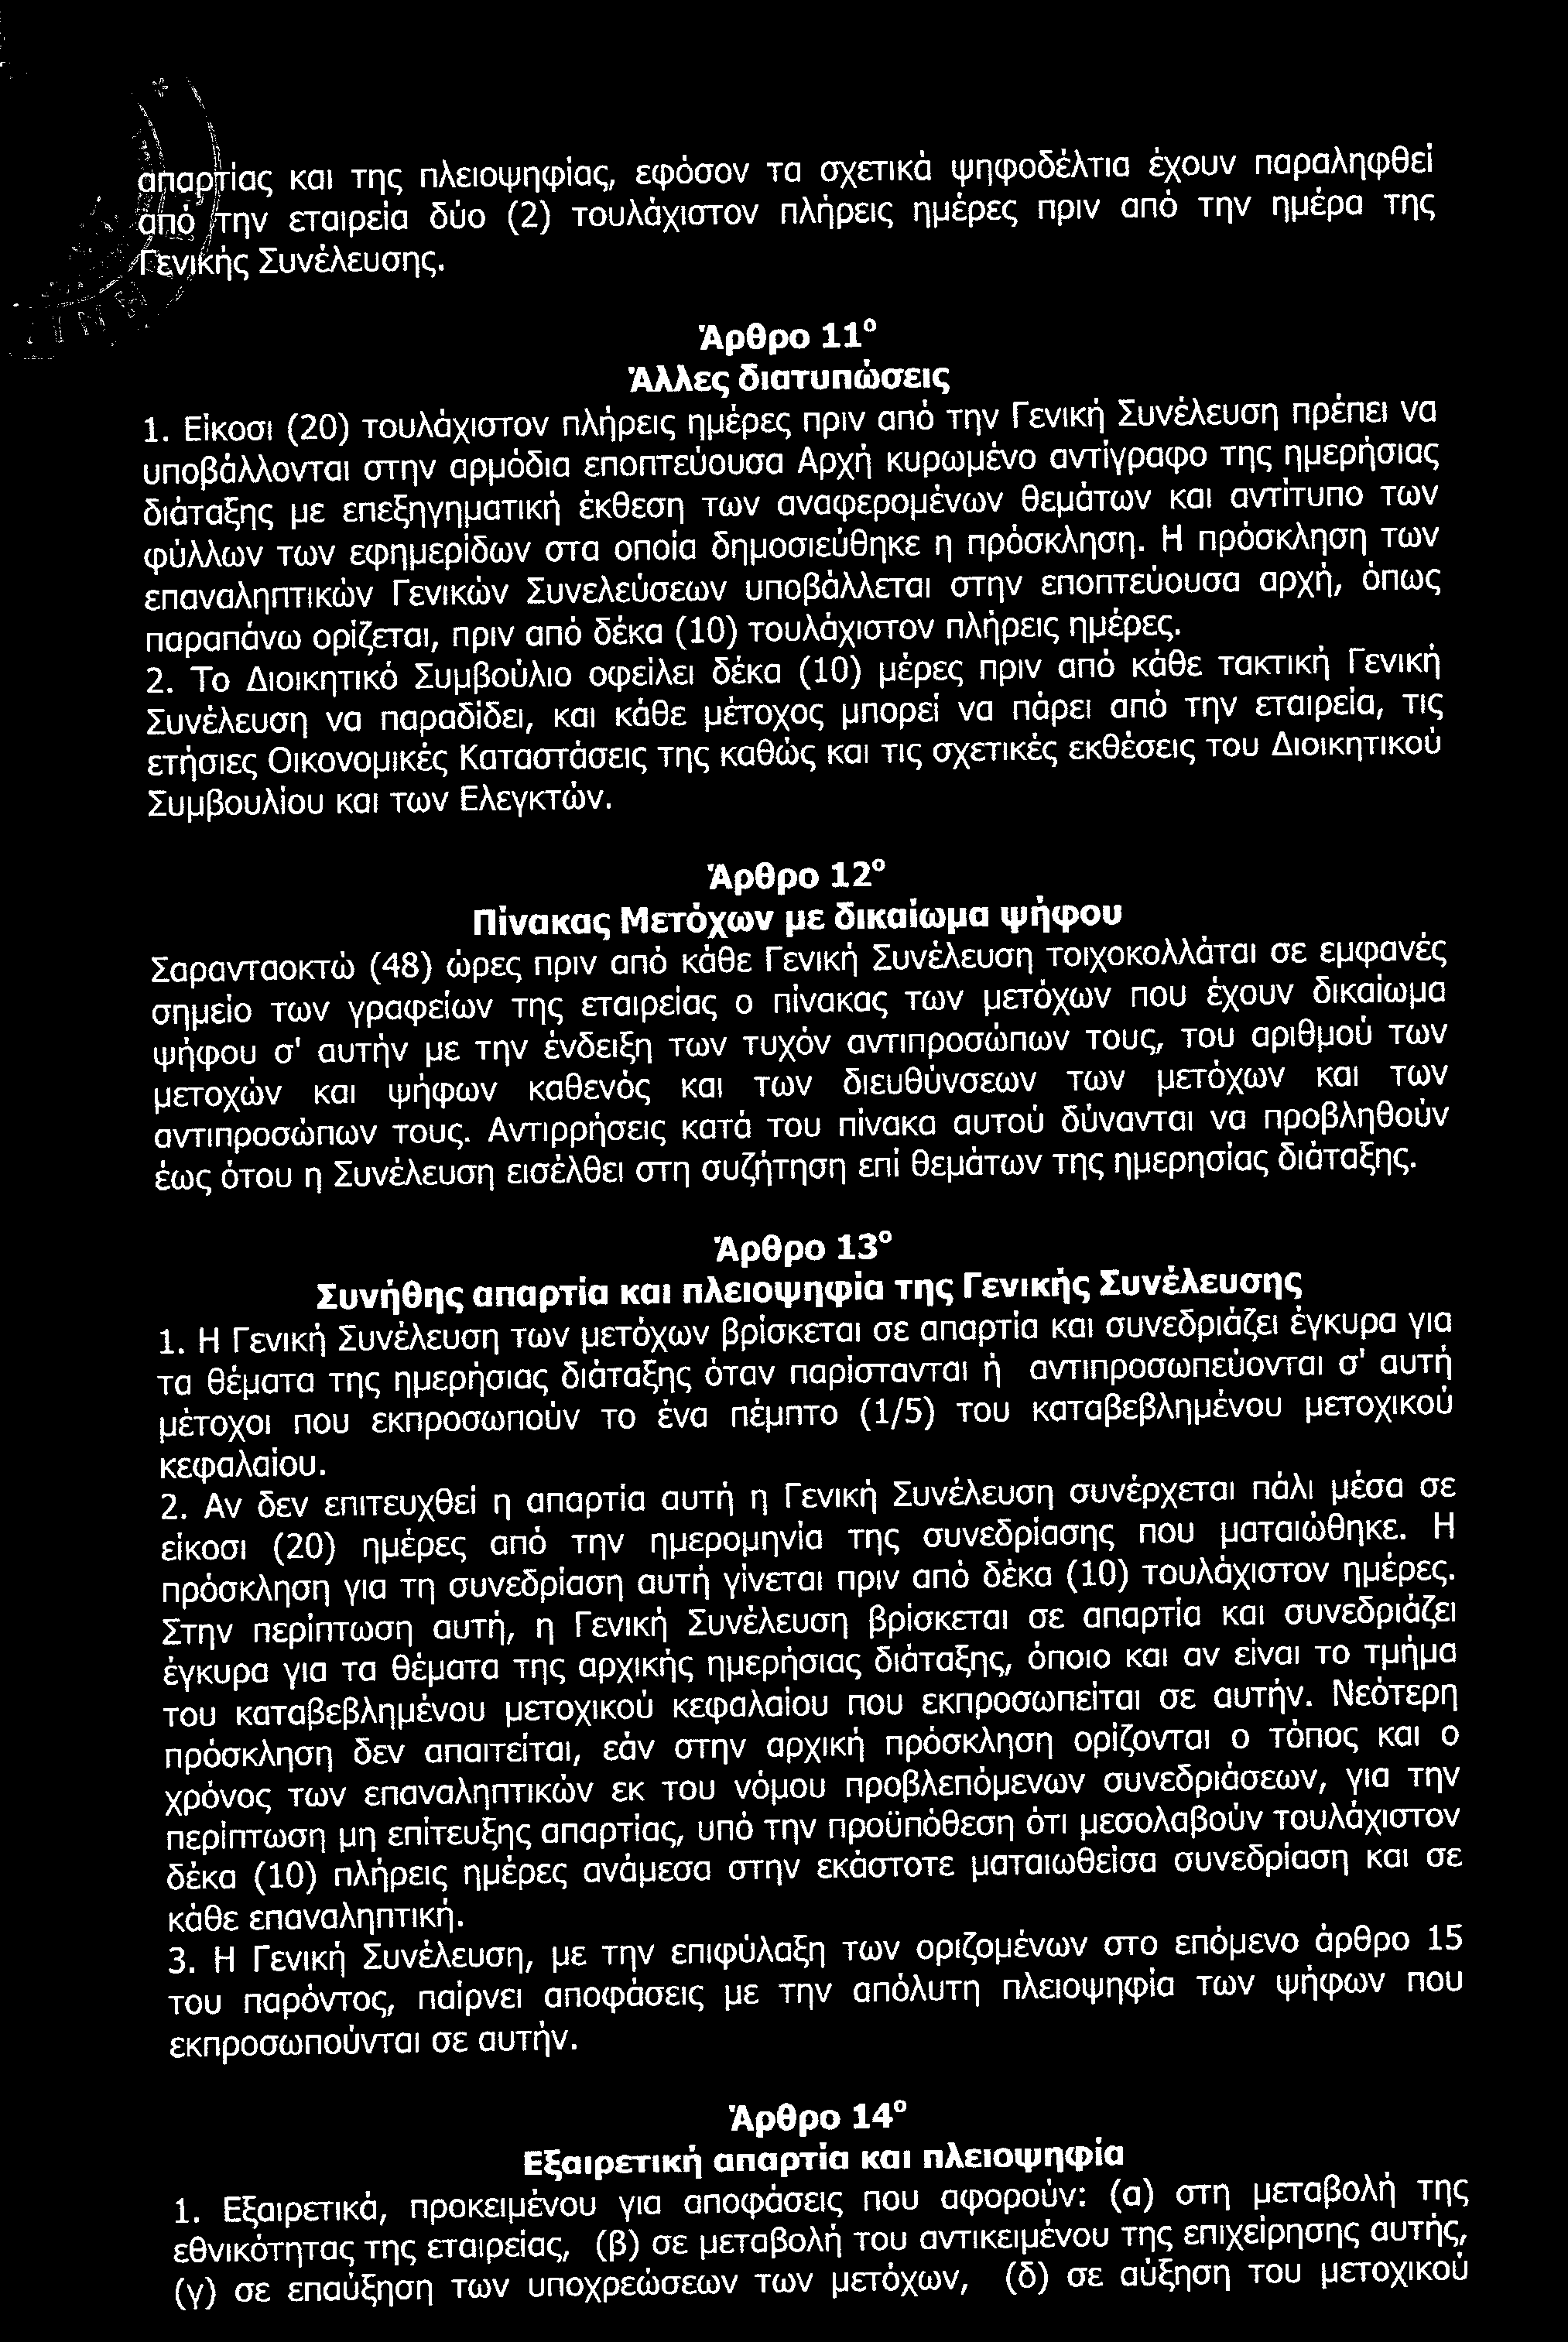 απαρτίας και της πλειοψηφίας, εφόσον τα σχετικά ψηφοδέλτια έχουν παραληφθεί
από την εταιρεία δύο (2) τουλάχιστον πλήρεις ημέρες πριν από την ημέρα της
Γενικής Συνέλευσης.
Άρθρο 11°
Άλλες διατυπώσεις
1. Είκοσι (20) τουλάχιστον πλήρεις ημέρες πριν από την Γενική Συνέλευση πρέπει να
υποβάλλονται στην αρμόδια εποπτεύουσα Αρχή κυρωμένο αντίγραφο της ημερήσιας
διάταξης με επεξηγηματική έκθεση των αναφερομένων θεμάτων και αντίτυπο των
φύλλων των εφημερίδων στα οποία δημοσιεύθηκε η πρόσκληση. Η πρόσκληση των
επαναληπτικών Γενικών Συνελεύσεων υποβάλλεται στην εποπτεύουσα αρχή, όπως
παραπάνω ορίζεται, πριν από δέκα (10) τουλάχιστον πλήρεις ημέρες.
2. Το Διοικητικό Συμβούλιο οφείλει δέκα (10) μέρες πριν από κάθε τακτική Γενική
Συνέλευση να παραδίδει, και κάθε μέτοχος μπορεί να πάρει από την εταιρεία, τις
ετήσιες Οικονομικές Καταστάσεις της καθώς και τις σχετικές εκθέσεις του Διοικητικού
Συμβουλίου και των Ελεγκτών.
Άρθρο 12°
Πίνακας Μετόχων με δικαίωμα ψήφου
Σαρανταοκτώ (48) ώρες πριν από κάθε Γενική Συνέλευση τοιχοκολλάται σε εμφανές
σημείο των γραφείων της εταιρείας ο πίνακας των μετόχων που έχουν δικαίωμα
ψήφου σ' αυτήν με την ένδειξη των τυχόν αντιπροσώπων τους, του αριθμού των
μετοχών και ψήφων καθενός και των διευθύνσεων των μετόχων και των
αντιπροσώπων τους. Αντιρρήσεις κατά του πίνακα αυτού δύνανται να προβληθούν
έως ότου η Συνέλευση εισέλθει στη συζήτηση επί θεμάτων της ημερησίας διάταξης.
Άρθρο 13°
Συνήθης απαρτία και πλειοψηφία της Γενικής Συνέλευσης
1. Η Γενική Συνέλευση των μετόχων βρίσκεται σε απαρτία και συνεδριάζει έγκυρα για
τα θέματα της ημερήσιας διάταξης όταν παρίστανται ή αντιπροσωπεύονται σ' αυτή
μέτοχοι που εκπροσωπούν το ένα πέμπτο (1/5) του καταβεβλημένου μετοχικού
κεφαλαίου.
2. Αν δεν επιτευχθεί η απαρτία αυτή η Γενική Συνέλευση συνέρχεται πάλι μέσα σε
είκοσι (20) ημέρες από την ημερομηνία της συνεδρίασης που ματαιώθηκε. Η
πρόσκληση για τη συνεδρίαση αυτή γίνεται πριν από δέκα (10) τουλάχιστον ημέρες.
Στην περίπτωση αυτή, η Γενική Συνέλευση βρίσκεται σε απαρτία και συνεδριάζει
έγκυρα για τα θέματα της αρχικής ημερήσιας διάταξης, όποιο και αν είναι το τμήμα
του καταβεβλημένου μετοχικού κεφαλαίου που εκπροσωπείται σε αυτήν. Νεότερη
πρόσκληση δεν απαιτείται, εάν στην αρχική πρόσκληση ορίζονται ο τόπος και ο
χρόνος των επαναληπτικών εκ του νόμου προβλεπόμενων συνεδριάσεων, για την
περίπτωση μη επίτευξης απαρτίας, υπό την προϋπόθεση ότι μεσολαβούν τουλάχιστον
δέκα (10) πλήρεις ημέρες ανάμεσα στην εκάστοτε ματαιωθείσα συνεδρίαση και σε
κάθε επαναληπτική.
3. Η Γενική Συνέλευση, με την επιφύλαξη των οριζομένων στο επόμενο άρθρο 15
του παρόντος, παίρνει αποφάσεις με την απόλυτη πλειοψηφία των ψήφων που
εκπροσωπούνται σε αυτήν.
Άρθρο 14°
Εξαιρετική απαρτία και πλειοψηφία
1. Εξαιρετικά, προκειμένου για αποφάσεις που αφορούν: (α) στη μεταβολή της
εθνικότητας της εταιρείας, (β) σε μεταβολή του αντικειμένου της επιχείρησης αυτής,
(γ) σε επαύξηση των υποχρεώσεων των μετόχων, (δ) σε αύξηση του μετοχικού